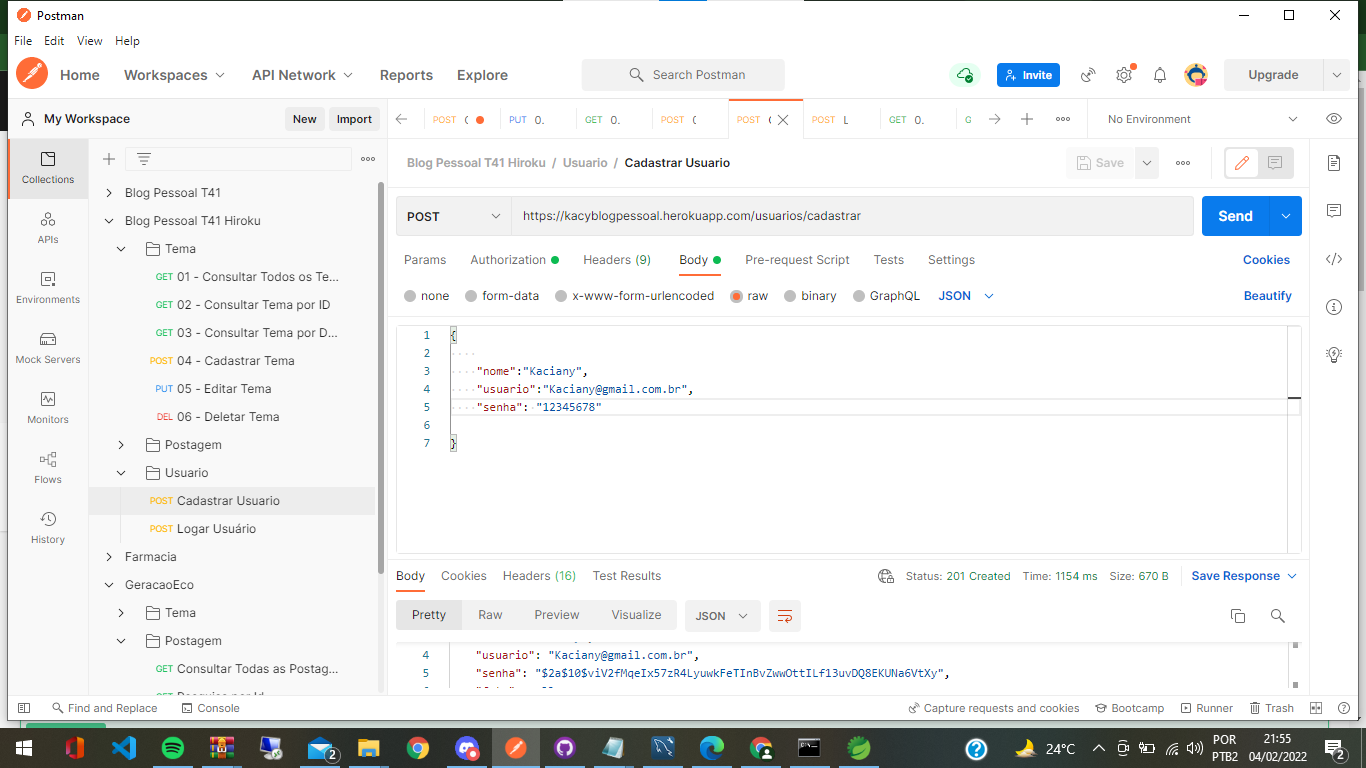 Postman
File Edit View Help
Home Workspaces API Network Reports Explore Search Postman Invite Upgrade
My Workspace New Import POST PUT 0. GET 0. POST POST POST L GET 0. G No Environment
Collections
APIs
Environments
Mock Servers
Monitors
Flows
History
Blog Pessoal T41
Blog Pessoal T41 Hiroku
Tema
GET 01 - Consultar Todos os Te...
GET 02 - Consultar Tema por ID
GET 03 - Consultar Tema por D...
POST 04 - Cadastrar Tema
PUT 05 - Editar Tema
DEL 06 - Deletar Tema
Postagem
Usuario
POST Cadastrar Usuario
POST Logar Usuário
Farmacia
GeracaoEco
Tema
Postagem
GET Consultar Todas as Postag...
Blog Pessoal T41 Hiroku / Usuario / Cadastrar Usuario Save
POST https://kacyblogpessoal.herokuapp.com/usuarios/cadastrar Send
Params Authorization Headers (9) Body Pre-request Script Tests Settings Cookies
none form-data x-www-form-urlencoded raw binary GraphQL JSON Beautify
1 {
2
3 "nome":"Kaciany",
4 "usuario":"Kaciany@gmail.com.br",
5 "senha": "12345678"
6
7 }
Body Cookies Headers (16) Test Results Status: 201 Created Time: 1154 ms Size: 670 B Save Response
Pretty Raw Preview Visualize JSON
4 "usuario": "Kaciany@gmail.com.br",
5 "senha": "$2a$10$viV2fMqeIx57zR4LyuwkFeTInBvZwwOttILf13uvDQ8EKUNa6VtXy",
Find and Replace Console Capture requests and cookies Bootcamp Runner Trash
2 24°C POR 21:55
PTB2 04/02/2022 2